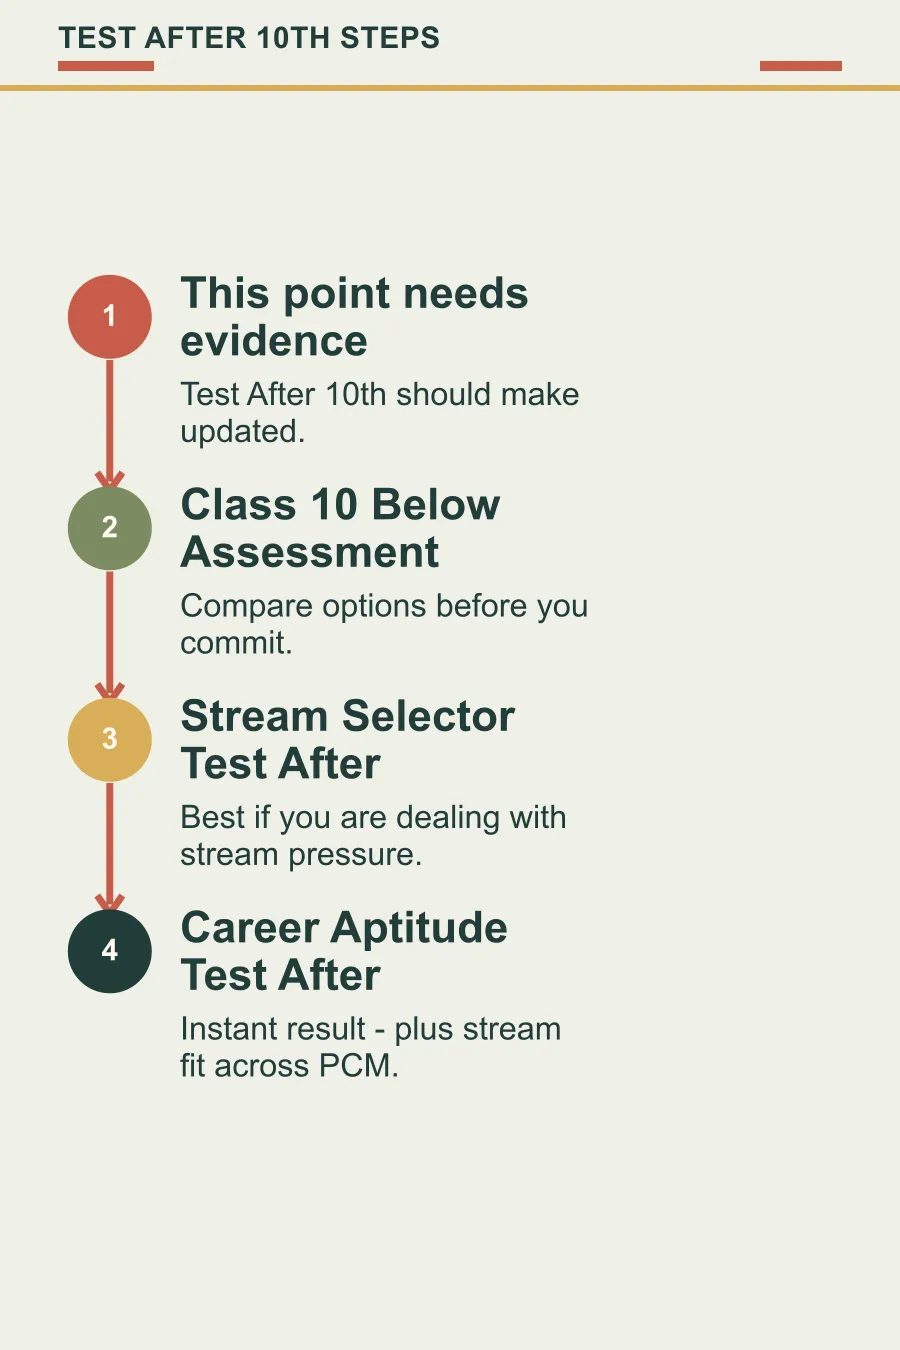 TEST AFTER 10TH STEPS
1
This point needs
evidence
Test After 10th should make
updated.
2
Class 10 Below
Assessment
Compare options before you
commit.
3
Stream Selector
Test After
Best if you are dealing with
stream pressure.
4
Career Aptitude
Test After
Instant result - plus stream
fit across PCM.